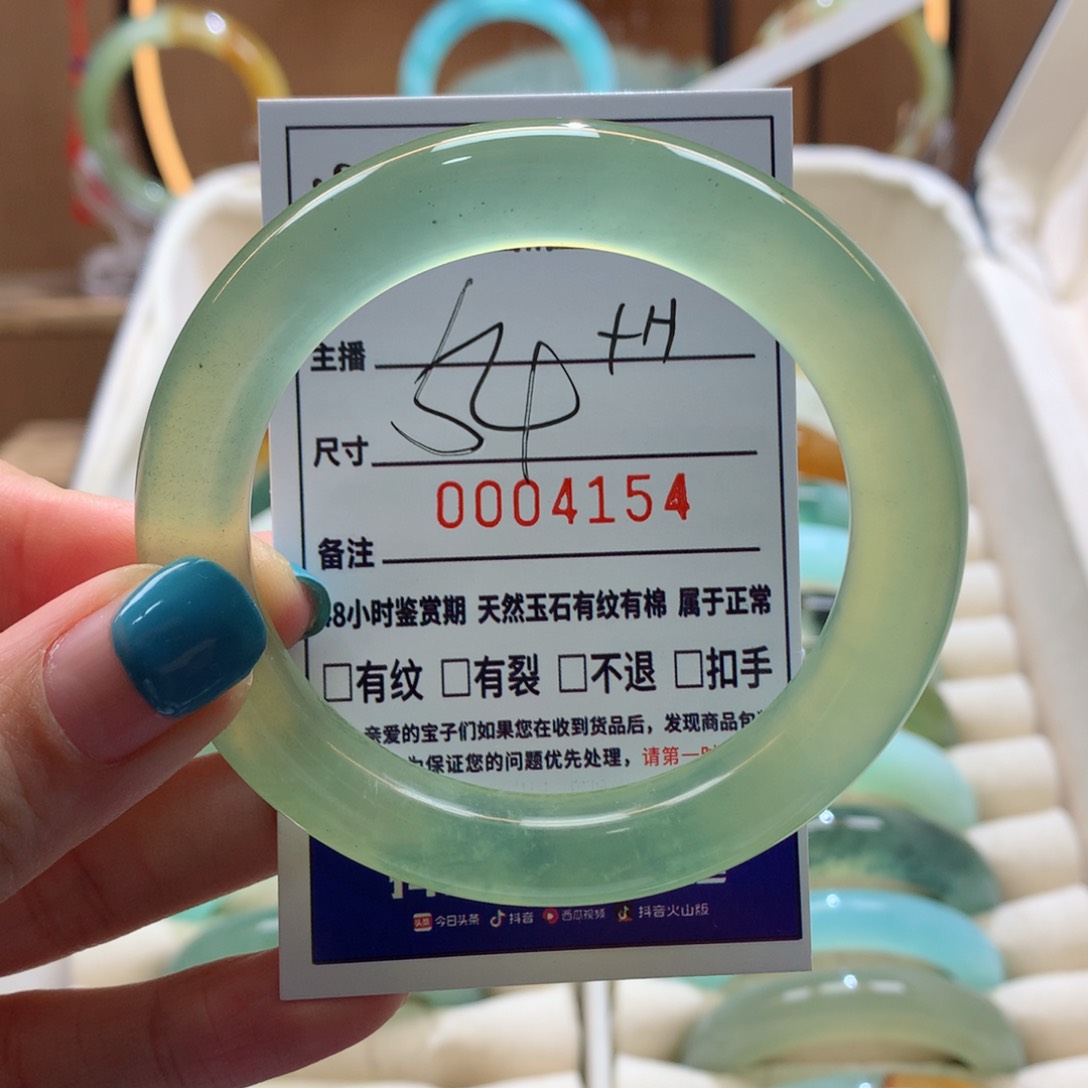 主播
尺寸
0004154
备注
8小时鉴赏期 天然玉石有纹有棉 属于正常
□有纹 □有裂 □不退 □扣手
亲爱的宝子们如果您在收到货品后，发现商品包
保证您的问题优先处理，请第一时
头条 今日头条 抖音 西瓜视频 抖音火山版